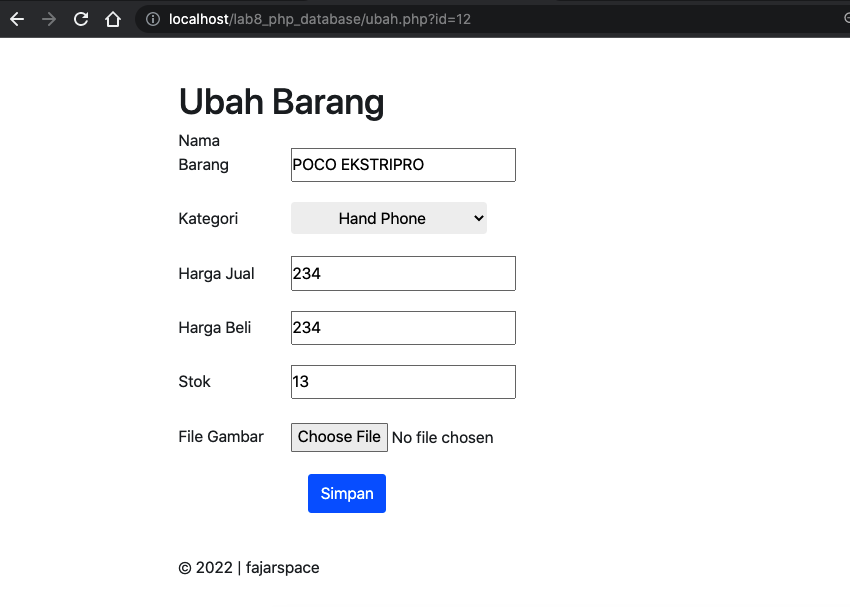 localhost/lab8_php_database/ubah.php?id=12
Ubah Barang
Nama
Barang
POCO EKSTRIPRO
Kategori
Hand Phone
Harga Jual
234
Harga Beli
234
Stok
13
File Gambar
Choose File No file chosen
Simpan
© 2022 | fajarspace